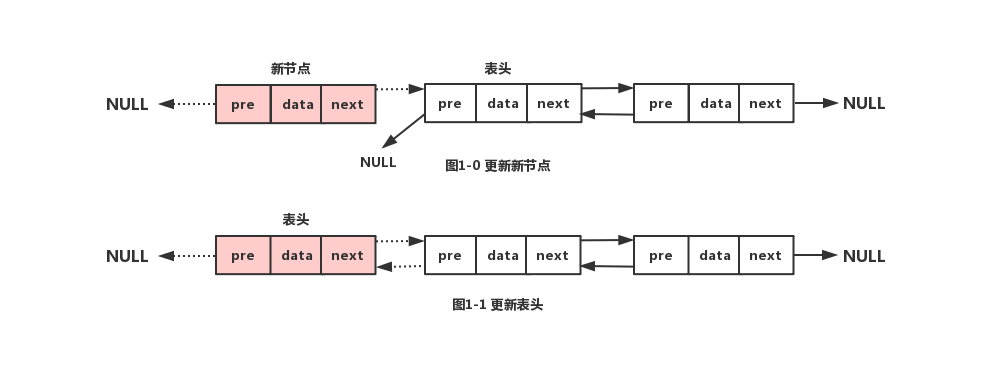 新节点 表头
NULL pre data next pre data next pre data next NULL
NULL
图1-0 更新新节点
表头
NULL pre data next pre data next pre data next NULL
图1-1 更新表头